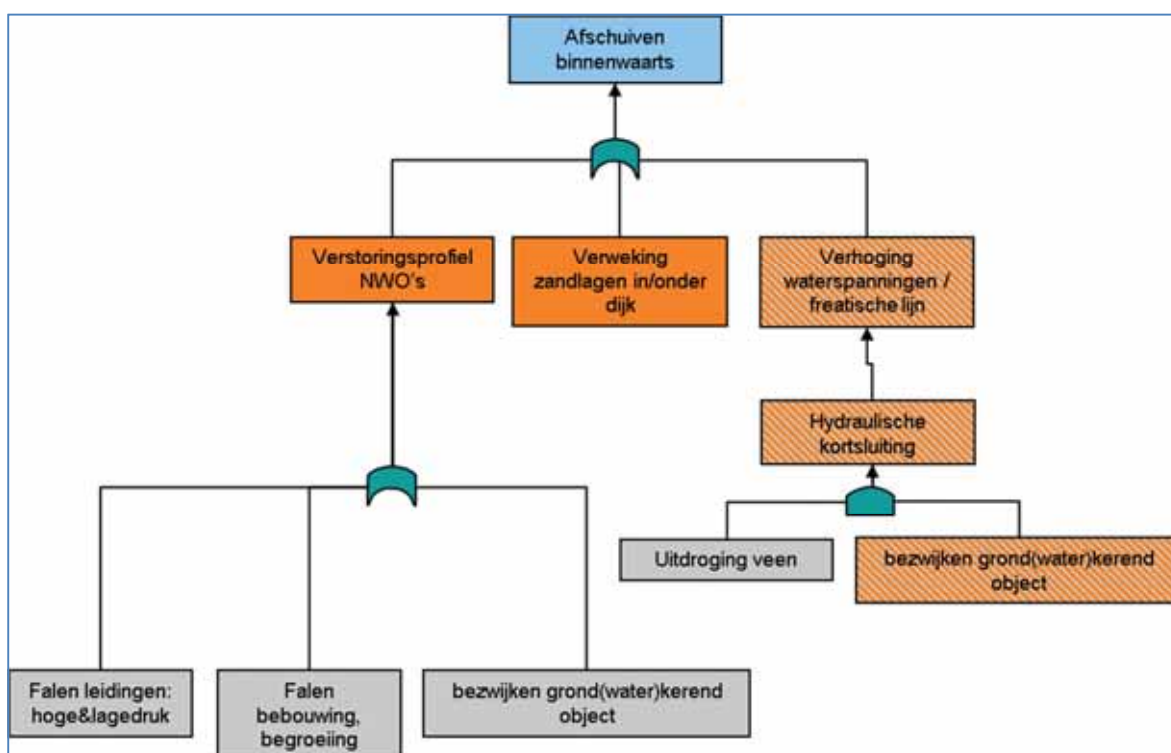 Afschuiven
binnenwaarts
Verstoringsprofiel
NWO's
Verweking
zandlagen in/onder
dijk
Verhoging
waterspanningen /
freatische lijn
Hydraulische
kortsluiting
Uitdroging veen
bezwijken grond(water)kerend
object
Falen leidingen:
hoge&lagedruk
Falen
bebouwing,
begroeiing
bezwijken grond(water)kerend
object